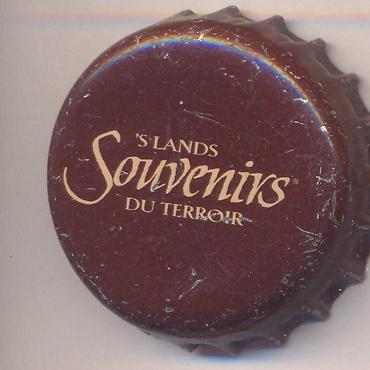 'S LANDS
Souvenirs®
DU TERROIR